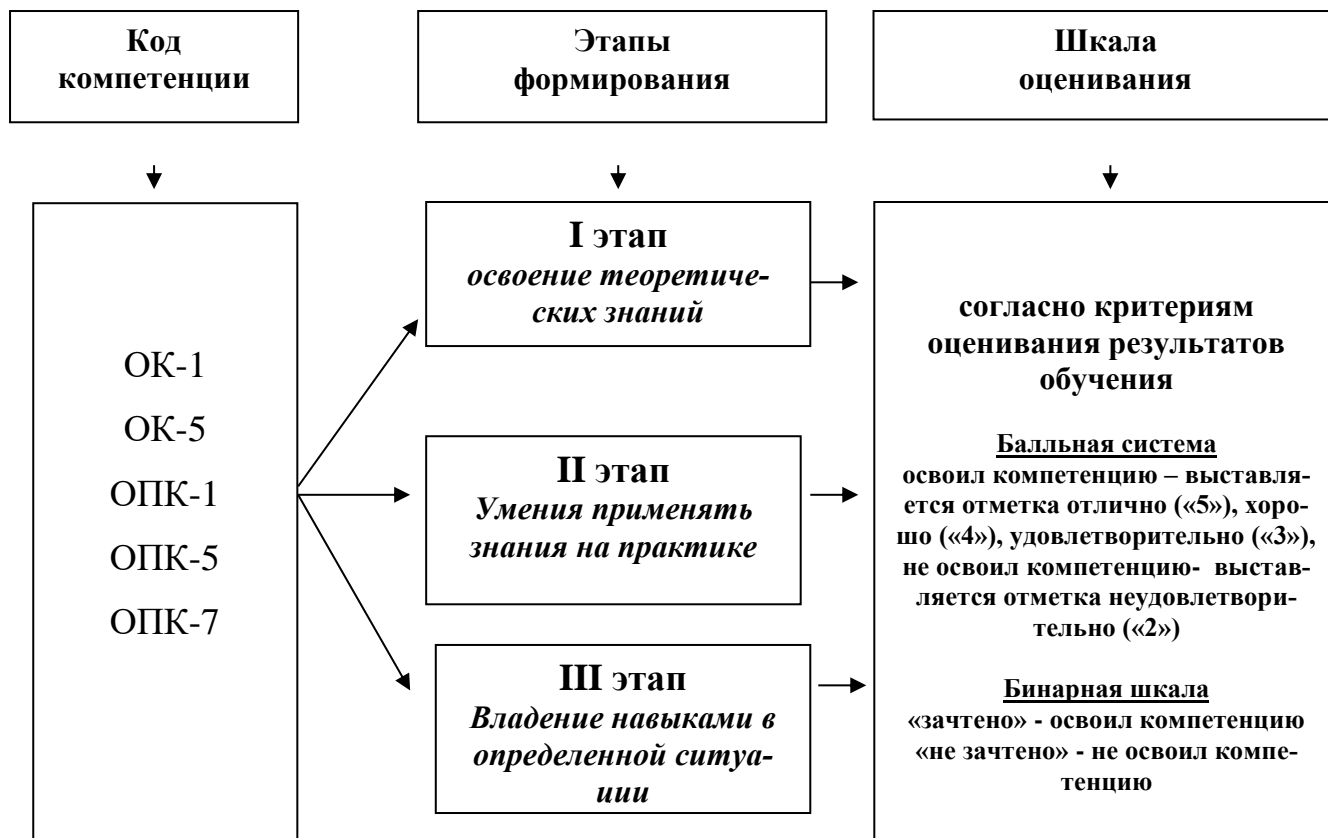 Код
компетенции
Этапы
формирования
Шкала
оценивания
ОК-1
ОК-5
ОПК-1
ОПК-5
ОПК-7
I этап
освоение теоретиче-
ских знаний
II этап
Умения применять
знания на практике
III этап
Владение навыками в
определенной ситуа-
иии
согласно критериям
оценивания результатов
обучения
Балльная система
освоил компетенцию – выставля-
ется отметка отлично («5»), хоро-
шо («4»), удовлетворительно («3»),
не освоил компетенцию- выстав-
ляется отметка неудовлетвори-
тельно («2»)
Бинарная шкала
«зачтено» - освоил компетенцию
«не зачтено» - не освоил компе-
тенцию